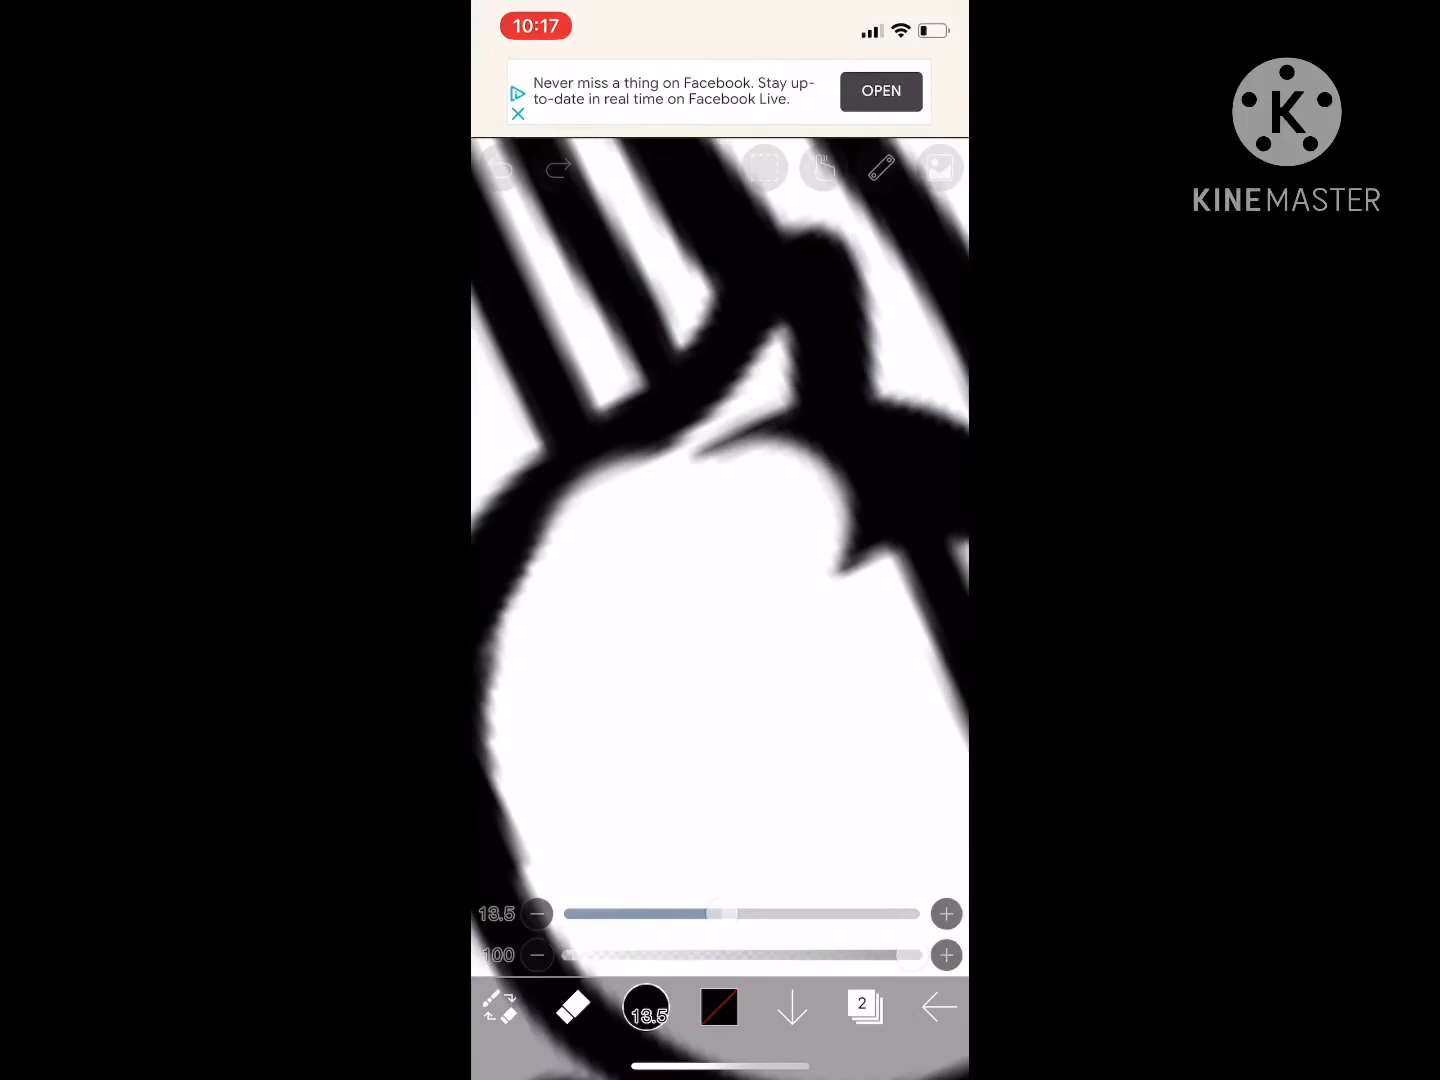 10:17
Never miss a thing on Facebook. Stay up-
to-date in real time on Facebook Live.
OPEN
K
KINEMASTER
13.5
100
13.5
2